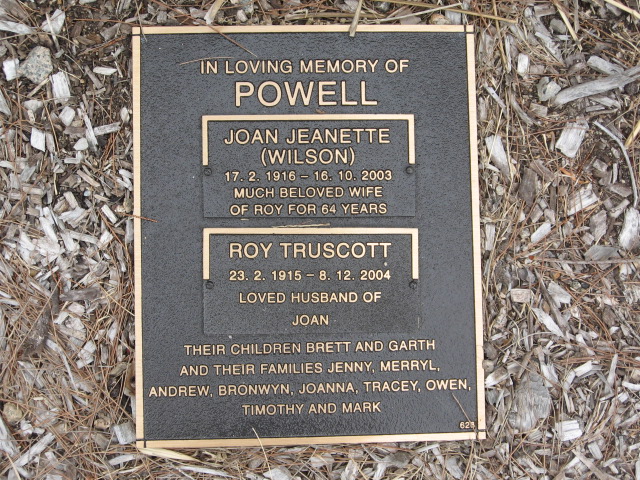 IN LOVING MEMORY OF
POWELL
JOAN JEANETTE
(WILSON)
17. 2. 1916 – 16. 10. 2003
MUCH BELOVED WIFE
OF ROY FOR 64 YEARS
ROY TRUSCOTT
23. 2. 1915 – 8. 12. 2004
LOVED HUSBAND OF
JOAN
THEIR CHILDREN BRETT AND GARTH
AND THEIR FAMILIES JENNY, MERRYL,
ANDREW, BRONWYN, JOANNA, TRACEY, OWEN,
TIMOTHY AND MARK